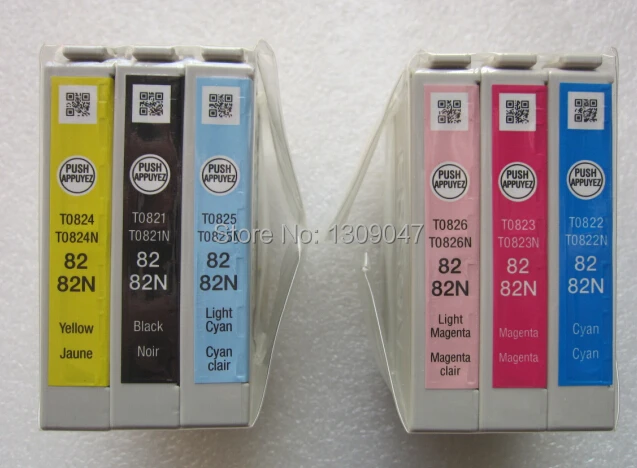 PUSH
APPUYEZ
T0824
T0824N
82
82N
Yellow
Jaune
PUSH
APPUYEZ
T0821
T0821N
82
82N
Black
Noir
PUSH
APPUYEZ
T0825
T0825N
82
82N
Light
Cyan
Cyan
clair
PUSH
APPUYEZ
T0826
T0826N
82
82N
Light
Magenta
Magenta
clair
PUSH
APPUYEZ
T0823
T0823N
82
82N
Magenta
Magenta
PUSH
APPUYEZ
T0822
T0822N
82
82N
Cyan
Cyan
Store No.: 1309047